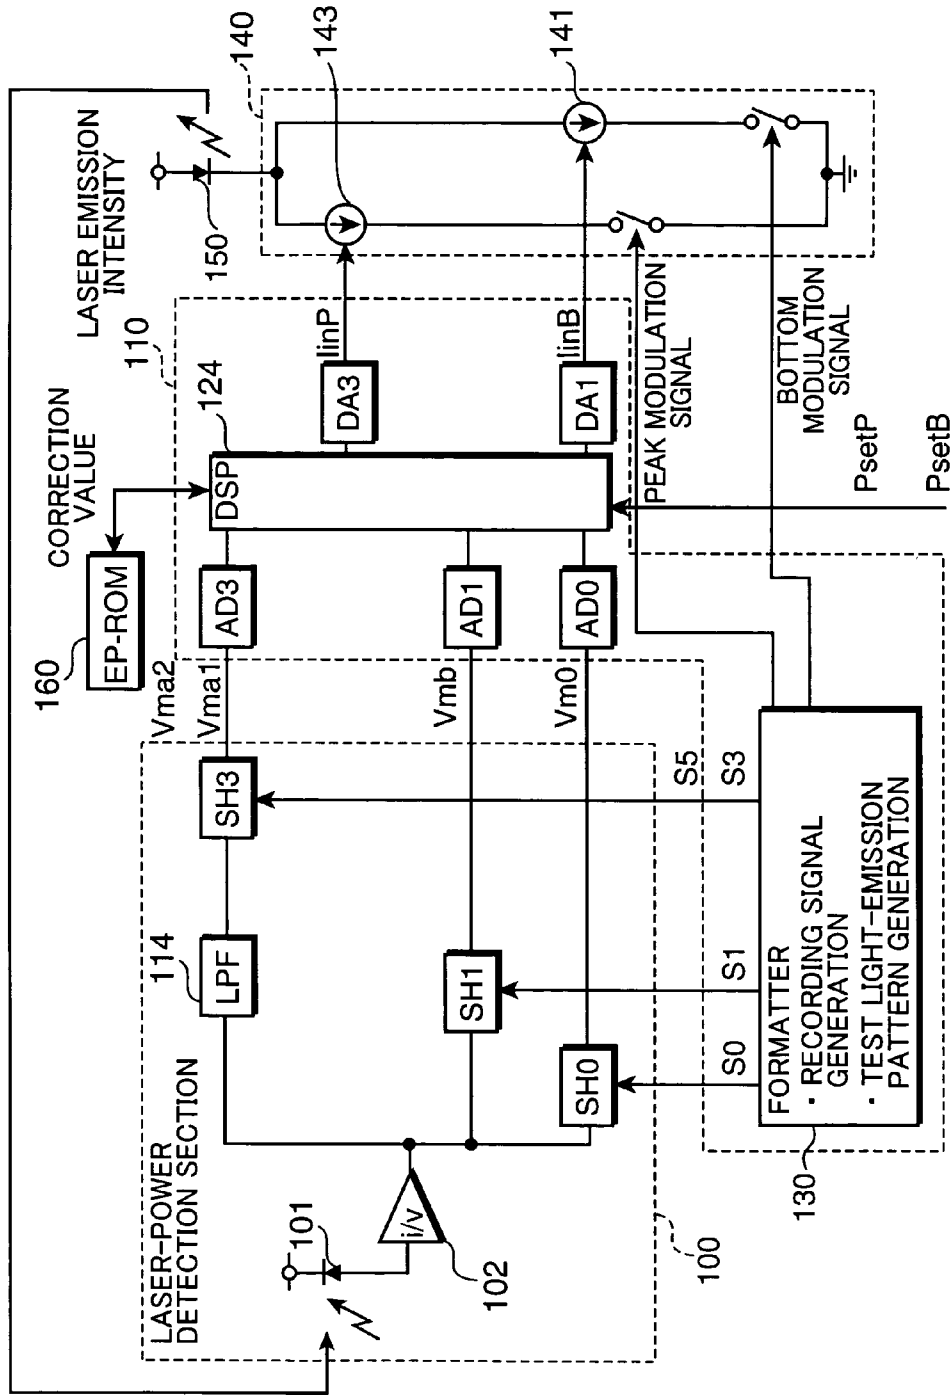 LASER-POWER
DETECTION SECTION
101
i/v
102
100
114
LPF
SH3
SH1
SH0
S0
S1
S5
S3
FORMATTER
· RECORDING SIGNAL
GENERATION
· TEST LIGHT-EMISSION
PATTERN GENERATION
130
160
EP-ROM
CORRECTION
VALUE
Vma2
Vma1
Vmb
Vm0
AD3
AD1
AD0
DSP
124
110
DA3
DA1
IinP
IinB
PEAK MODULATION
SIGNAL
BOTTOM
MODULATION
SIGNAL
PsetP
PsetB
LASER EMISSION
INTENSITY
150
140
143
141